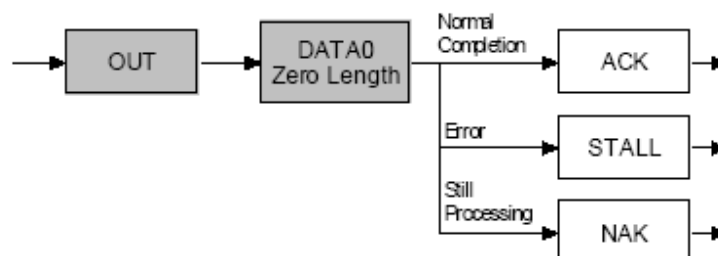 OUT
DATA0
Zero Length
Normal
Completion
ACK
Error
STALL
Still
Processing
NAK